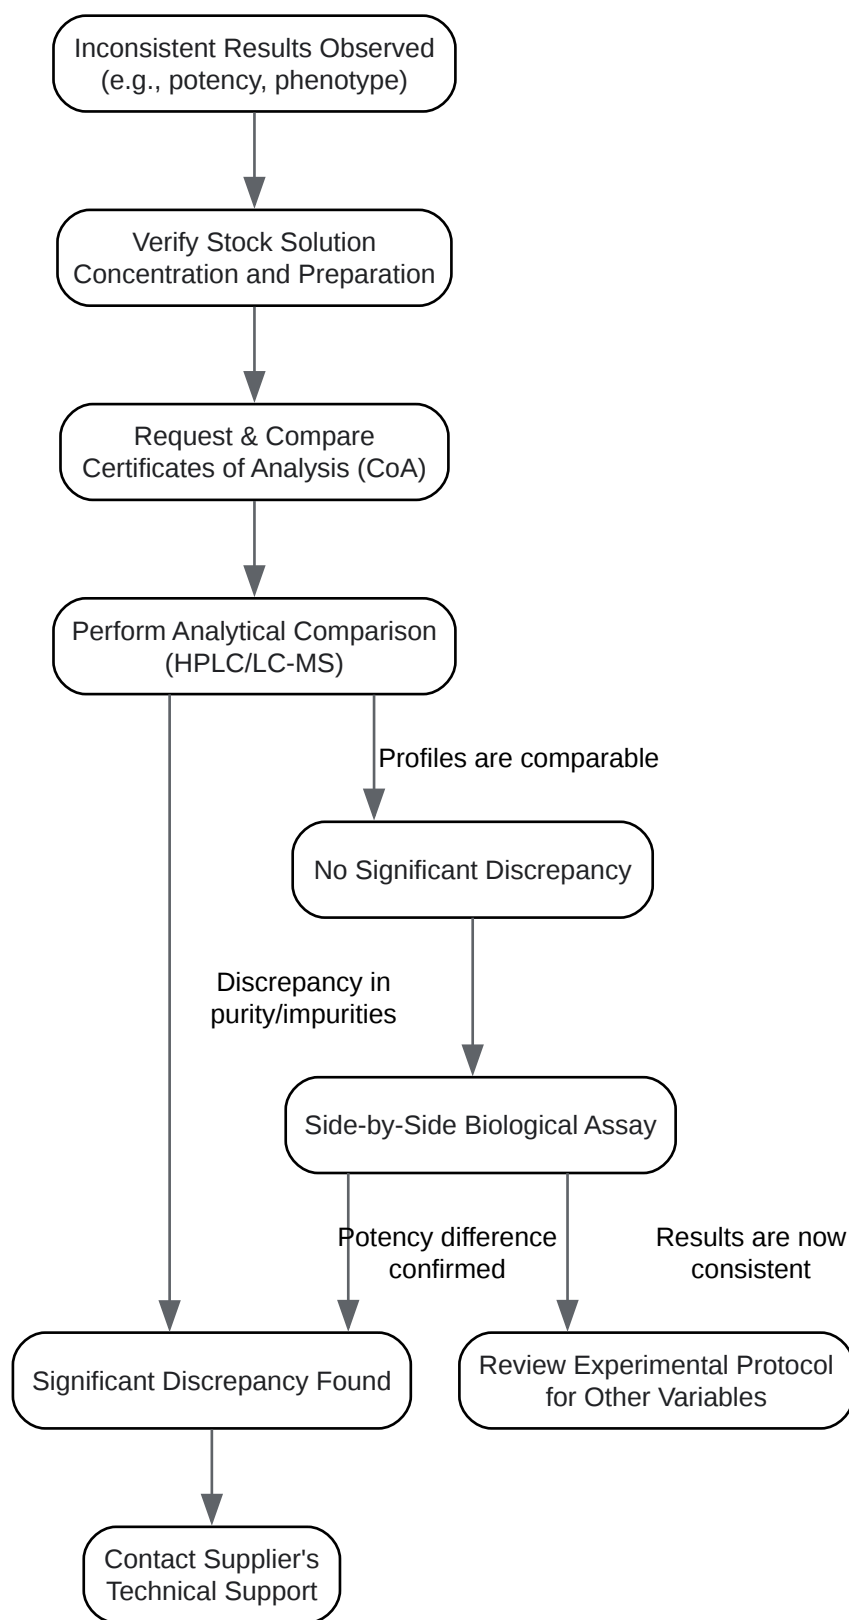 Inconsistent Results Observed
(e.g., potency, phenotype)
Verify Stock Solution
Concentration and Preparation
Request & Compare
Certificates of Analysis (CoA)
Perform Analytical Comparison
(HPLC/LC-MS)
Profiles are comparable
No Significant Discrepancy
Discrepancy in
purity/impurities
Side-by-Side Biological Assay
Potency difference
confirmed
Results are now
consistent
Significant Discrepancy Found
Review Experimental Protocol
for Other Variables
Contact Supplier's
Technical Support